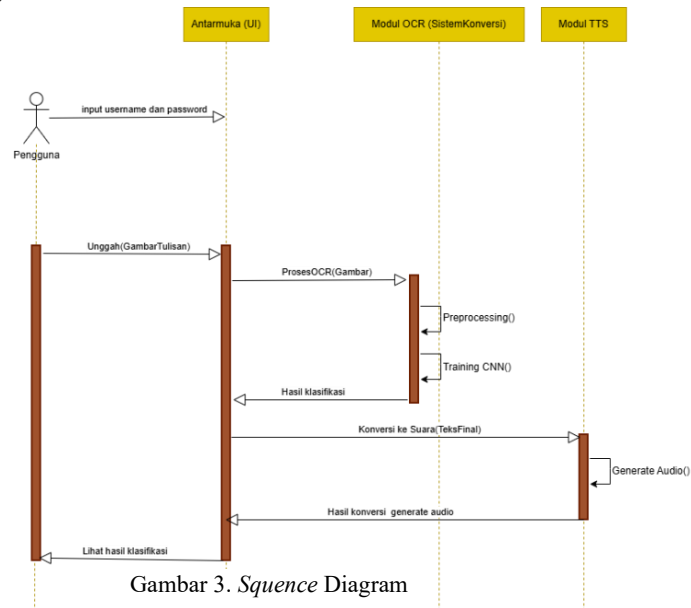 Antarmuka (UI)
Modul OCR (SistemKonversi)
Modul TTS
input username dan password
Pengguna
Unggah(GambarTulisan)
ProsesOCR(Gambar)
Preprocessing()
Training CNN()
Hasil klasifikasi
Konversi ke Suara(TeksFinal)
Generate Audio()
Hasil konversi generate audio
Lihat hasil klasifikasi
Gambar 3. Squence Diagram